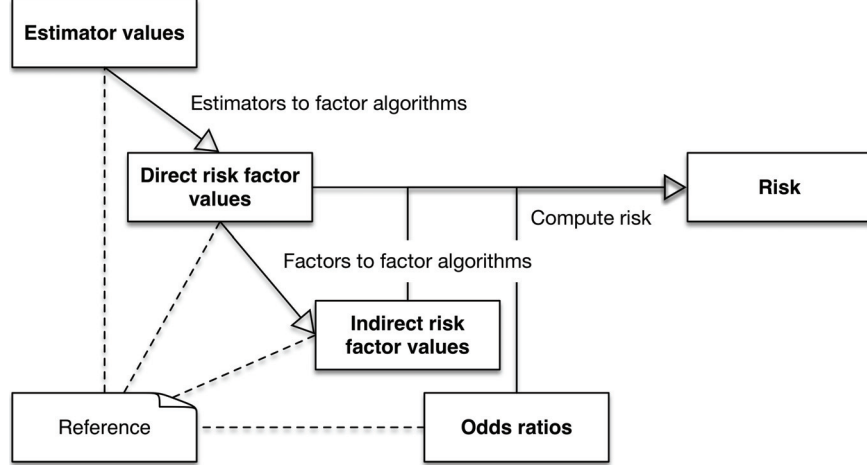 Estimator values
Estimators to factor algorithms
Direct risk factor
values
Risk
Compute risk
Factors to factor algorithms
Indirect risk
factor values
Reference
Odds ratios